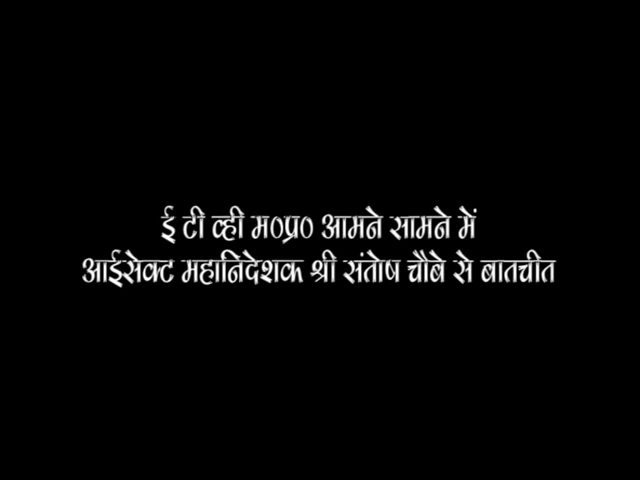 ई टी व्ही म०प्र० आमने सामने में
आईसेक्ट महानिदेशक श्री संतोष चौबे से बातचीत